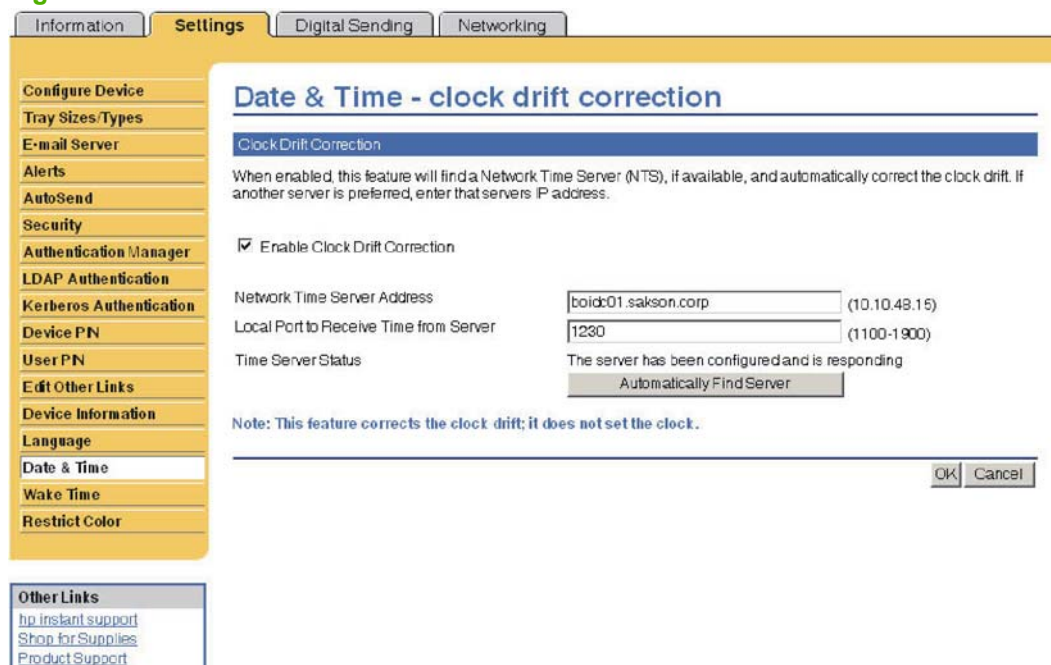 Information
Settings
Digital Sending
Networking
Configure Device
Tray Sizes/Types
E-mail Server
Alerts
AutoSend
Security
Authentication Manager
LDAP Authentication
Kerberos Authentication
Device PIN
User PIN
Edit Other Links
Device Information
Language
Date & Time
Wake Time
Restrict Color
Other Links
hp instant support
Shop for Supplies
Product Support
Date & Time - clock drift correction
Clock Drift Correction
When enabled, this feature will find a Network Time Server (NTS), if available, and automatically correct the clock drift. If
another server is preferred, enter that servers IP address.
Enable Clock Drift Correction
Network Time Server Address
boidc01.sakson.corp
(10.10.48.15)
Local Port to Receive Time from Server
1230
(1100-1900)
Time Server Status
The server has been configured and is responding
Automatically Find Server
Note: This feature corrects the clock drift; it does not set the clock.
OK
Cancel